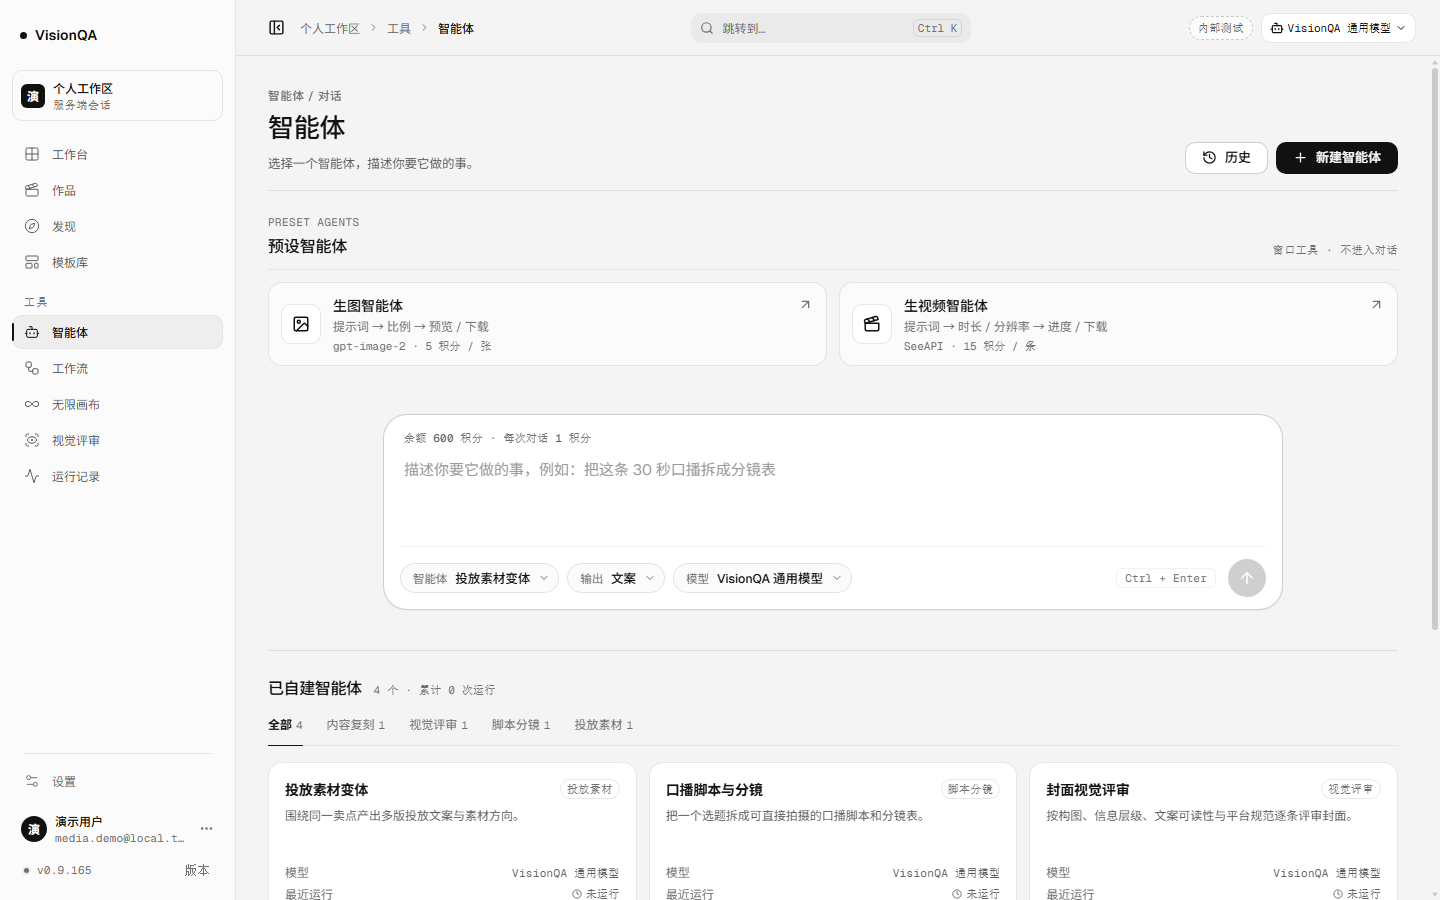 VisionQA
演
个人工作区
服务端会话
工作台
作品
发现
模板库
工具
智能体
工作流
无限画布
视觉评审
运行记录
设置
演
演示用户
media.demo@local.t…
v0.9.165
版本
个人工作区 > 工具 > 智能体
跳转到…
Ctrl K
内部测试
VisionQA 通用模型
智能体 / 对话
智能体
选择一个智能体，描述你要它做的事。
历史
新建智能体
PRESET AGENTS
预设智能体
窗口工具 · 不进入对话
生图智能体
提示词 → 比例 → 预览 / 下载
gpt-image-2 · 5 积分 / 张
生视频智能体
提示词 → 时长 / 分辨率 → 进度 / 下载
SeeAPI · 15 积分 / 条
余额 600 积分 · 每次对话 1 积分
描述你要它做的事，例如：把这条 30 秒口播拆成分镜表
智能体 投放素材变体
输出 文案
模型 VisionQA 通用模型
Ctrl + Enter
已自建智能体 4 个 · 累计 0 次运行
全部 4
内容复刻 1
视觉评审 1
脚本分镜 1
投放素材 1
投放素材变体
投放素材
围绕同一卖点产出多版投放文案与素材方向。
模型
VisionQA 通用模型
最近运行
未运行
口播脚本与分镜
脚本分镜
把一个选题拆成可直接拍摄的口播脚本和分镜表。
模型
VisionQA 通用模型
最近运行
未运行
封面视觉评审
视觉评审
按构图、信息层级、文案可读性与平台规范逐条评审封面。
模型
VisionQA 通用模型
最近运行
未运行